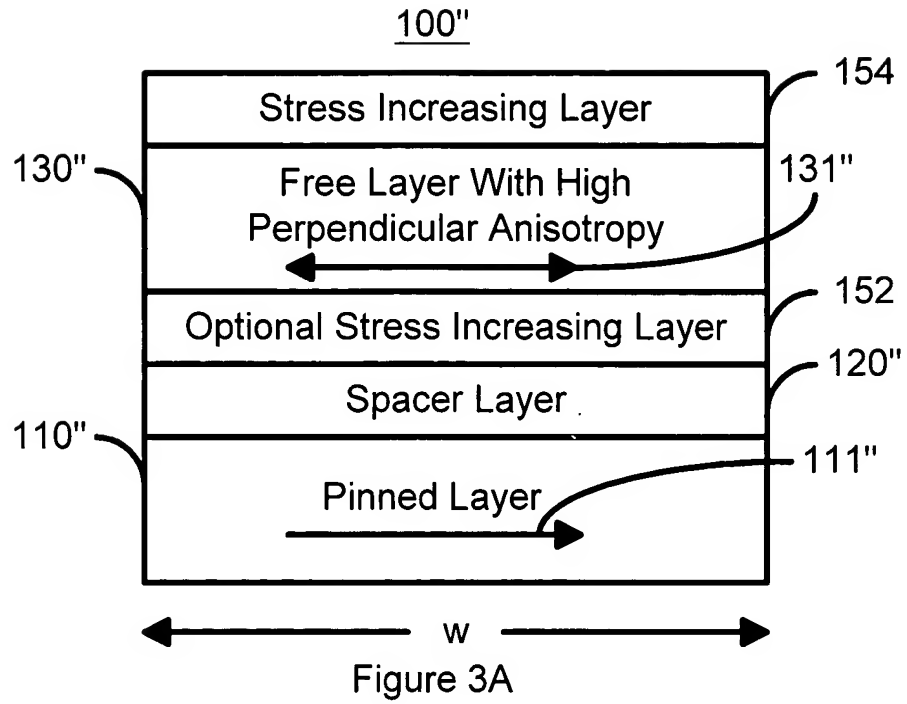 100"
154
Stress Increasing Layer
130"
Free Layer With High
Perpendicular Anisotropy
131"
152
Optional Stress Increasing Layer
120"
Spacer Layer
110"
111"
Pinned Layer
w
Figure 3A